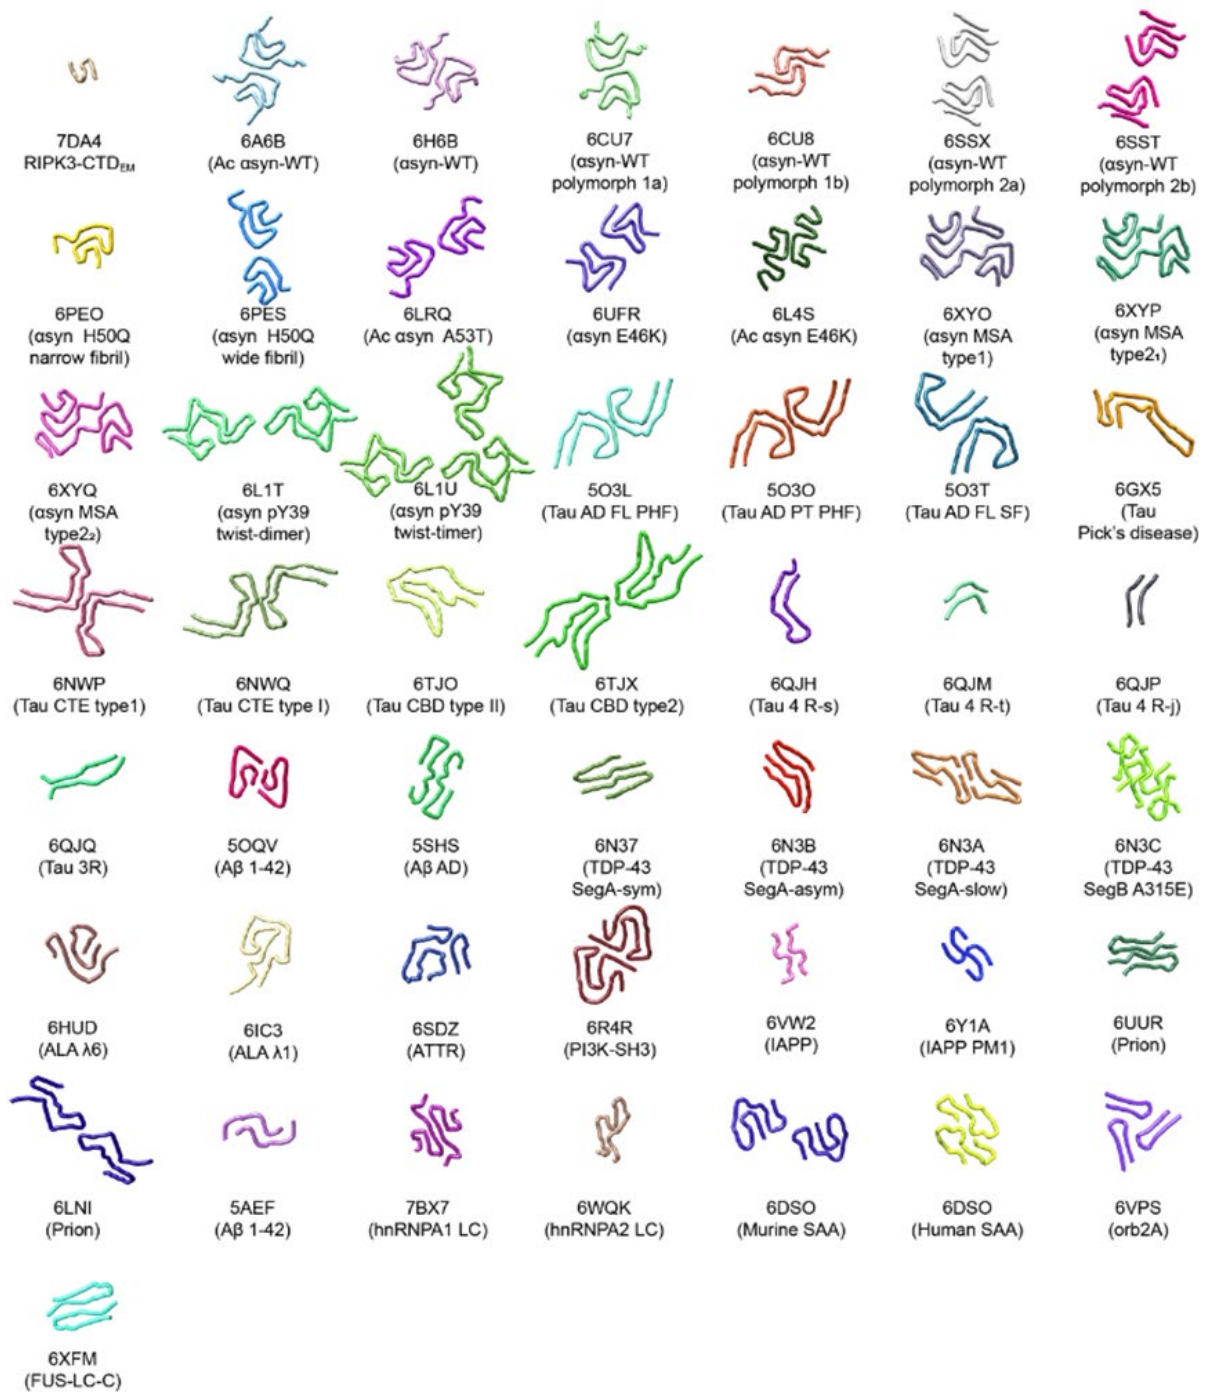 7DA4
RIPK3-CTDEM
6A6B
(Ac αsyn-WT)
6H6B
(αsyn-WT)
6CU7
(αsyn-WT
polymorph 1a)
6CU8
(αsyn-WT
polymorph 1b)
6SSX
(αsyn-WT
polymorph 2a)
6SST
(αsyn-WT
polymorph 2b)
6PEO
(αsyn H50Q
narrow fibril)
6PES
(αsyn H50Q
wide fibril)
6LRQ
(Ac αsyn A53T)
6UFR
(αsyn E46K)
6L4S
(Ac αsyn E46K)
6XYO
(αsyn MSA
type1)
6XYP
(αsyn MSA
type2₁)
6XYQ
(αsyn MSA
type2₂)
6L1T
(αsyn pY39
twist-dimer)
6L1U
(αsyn pY39
twist-timer)
5O3L
(Tau AD FL PHF)
5O3O
(Tau AD PT PHF)
5O3T
(Tau AD FL SF)
6GX5
(Tau
Pick's disease)
6NWP
(Tau CTE type1)
6NWQ
(Tau CTE type I)
6TJO
(Tau CBD type II)
6TJX
(Tau CBD type2)
6QJH
(Tau 4 R-s)
6QJM
(Tau 4 R-t)
6QJP
(Tau 4 R-j)
6QJQ
(Tau 3R)
5OQV
(Aβ 1-42)
5SHS
(Aβ AD)
6N37
(TDP-43
SegA-sym)
6N3B
(TDP-43
SegA-asym)
6N3A
(TDP-43
SegA-slow)
6N3C
(TDP-43
SegB A315E)
6HUD
(ALA λ6)
6IC3
(ALA λ1)
6SDZ
(ATTR)
6R4R
(PI3K-SH3)
6VW2
(IAPP)
6Y1A
(IAPP PM1)
6UUR
(Prion)
6LNI
(Prion)
5AEF
(Aβ 1-42)
7BX7
(hnRNPA1 LC)
6WQK
(hnRNPA2 LC)
6DSO
(Murine SAA)
6DSO
(Human SAA)
6VPS
(orb2A)
6XFM
(FUS-LC-C)